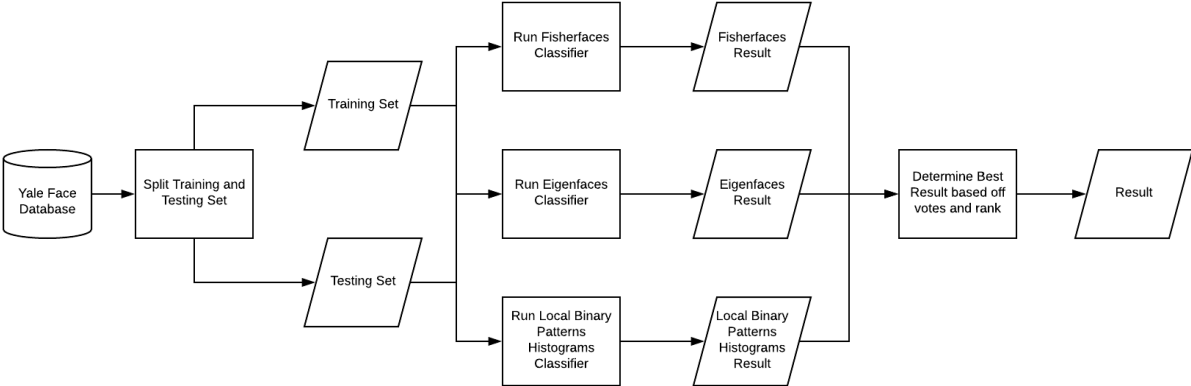 Yale Face
Database
Split Training and
Testing Set
Training Set
Testing Set
Run Fisherfaces
Classifier
Fisherfaces
Result
Run Eigenfaces
Classifier
Eigenfaces
Result
Run Local Binary
Patterns
Histograms
Classifier
Local Binary
Patterns
Histograms
Result
Determine Best
Result based off
votes and rank
Result